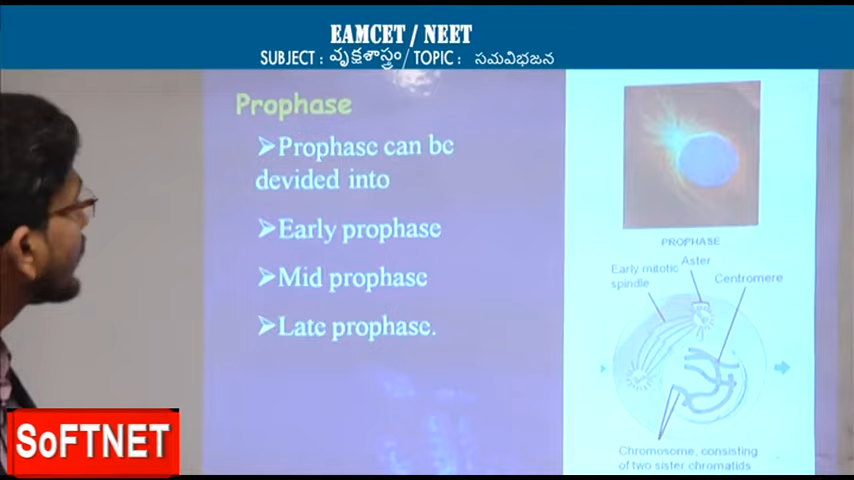 EAMCET / NEET
SUBJECT : వృక్షశాస్త్రం/ TOPIC : సమవిభజన
Prophase
➢Prophase can be
devided into
➢Early prophase
➢Mid prophase
➢Late prophase.
PROPHASE
Early mitotic
spindle
Aster
Centromere
Chromosome, consisting
of two sister chromatids
SoFTNET